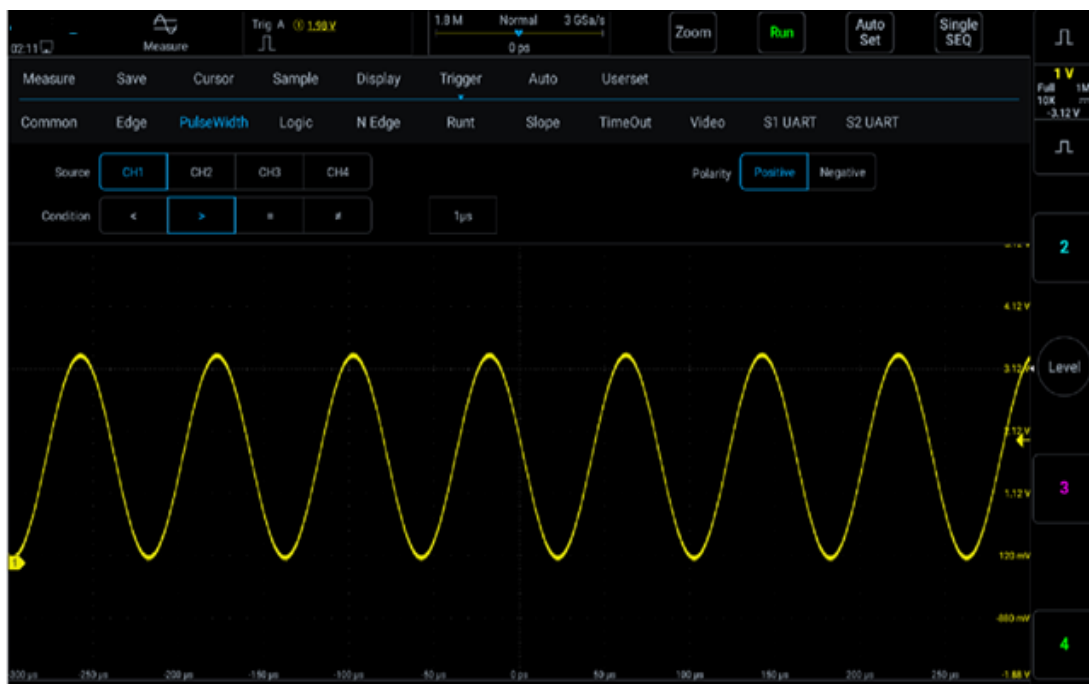 Trig A ① 1.98 V
1.8 M Normal 3 GSa/s
02:11 Measure
0 ps
Zoom
Run
Auto Set
Single SEQ
Measure Save Cursor Sample Display Trigger Auto Userset
1 V
Full 1M
10X
-3.12 V
Common Edge PulseWidth Logic N Edge Runt Slope TimeOut Video S1 UART S2 UART
Source CH1 CH2 CH3 CH4 Polarity Positive Negative
Condition < > = ≠ 1µs
2
4.12 V
3.12 V
Level
2.12 V
1.12 V
3
1
120 mV
-880 mV
4
-300 µs -250 µs -200 µs -150 µs -100 µs -50 µs 0 ps 50 µs 100 µs 150 µs 200 µs 250 µs -1.88 V